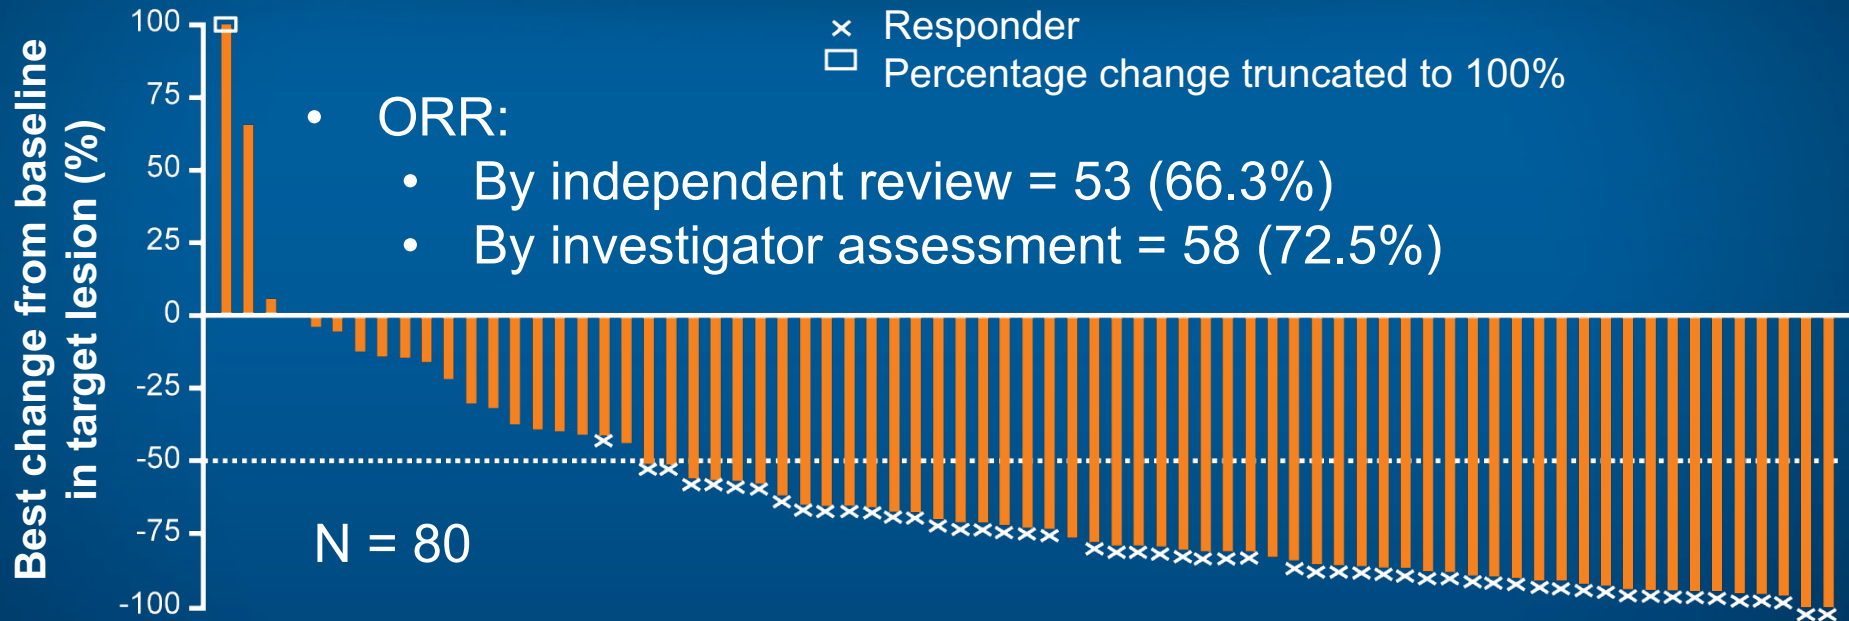 Best change from baseline
in target lesion (%)
100
75
50
25
0
-25
-50
-75
-100
× Responder
Percentage change truncated to 100%
• ORR:
• By independent review = 53 (66.3%)
• By investigator assessment = 58 (72.5%)
N = 80